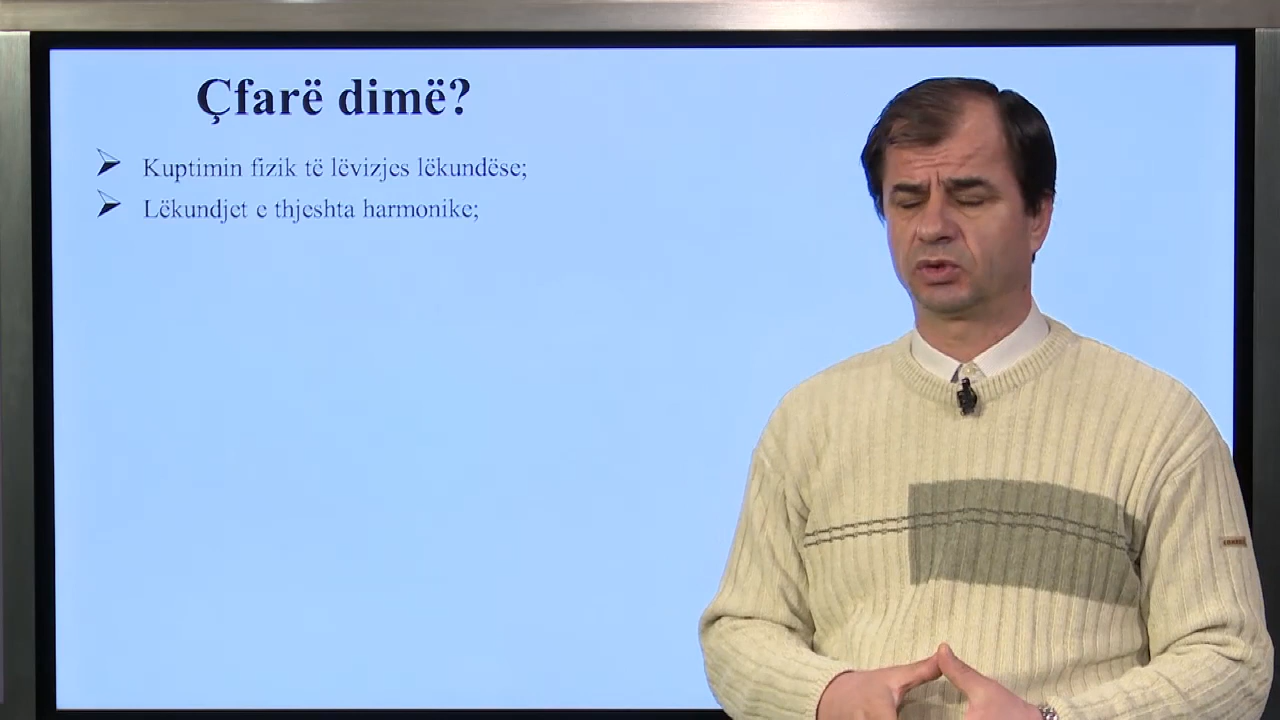 Çfarë dimë?
Kuptimin fizik të lëvizjes lëkundëse;
Lëkundjet e thjeshta harmonike;